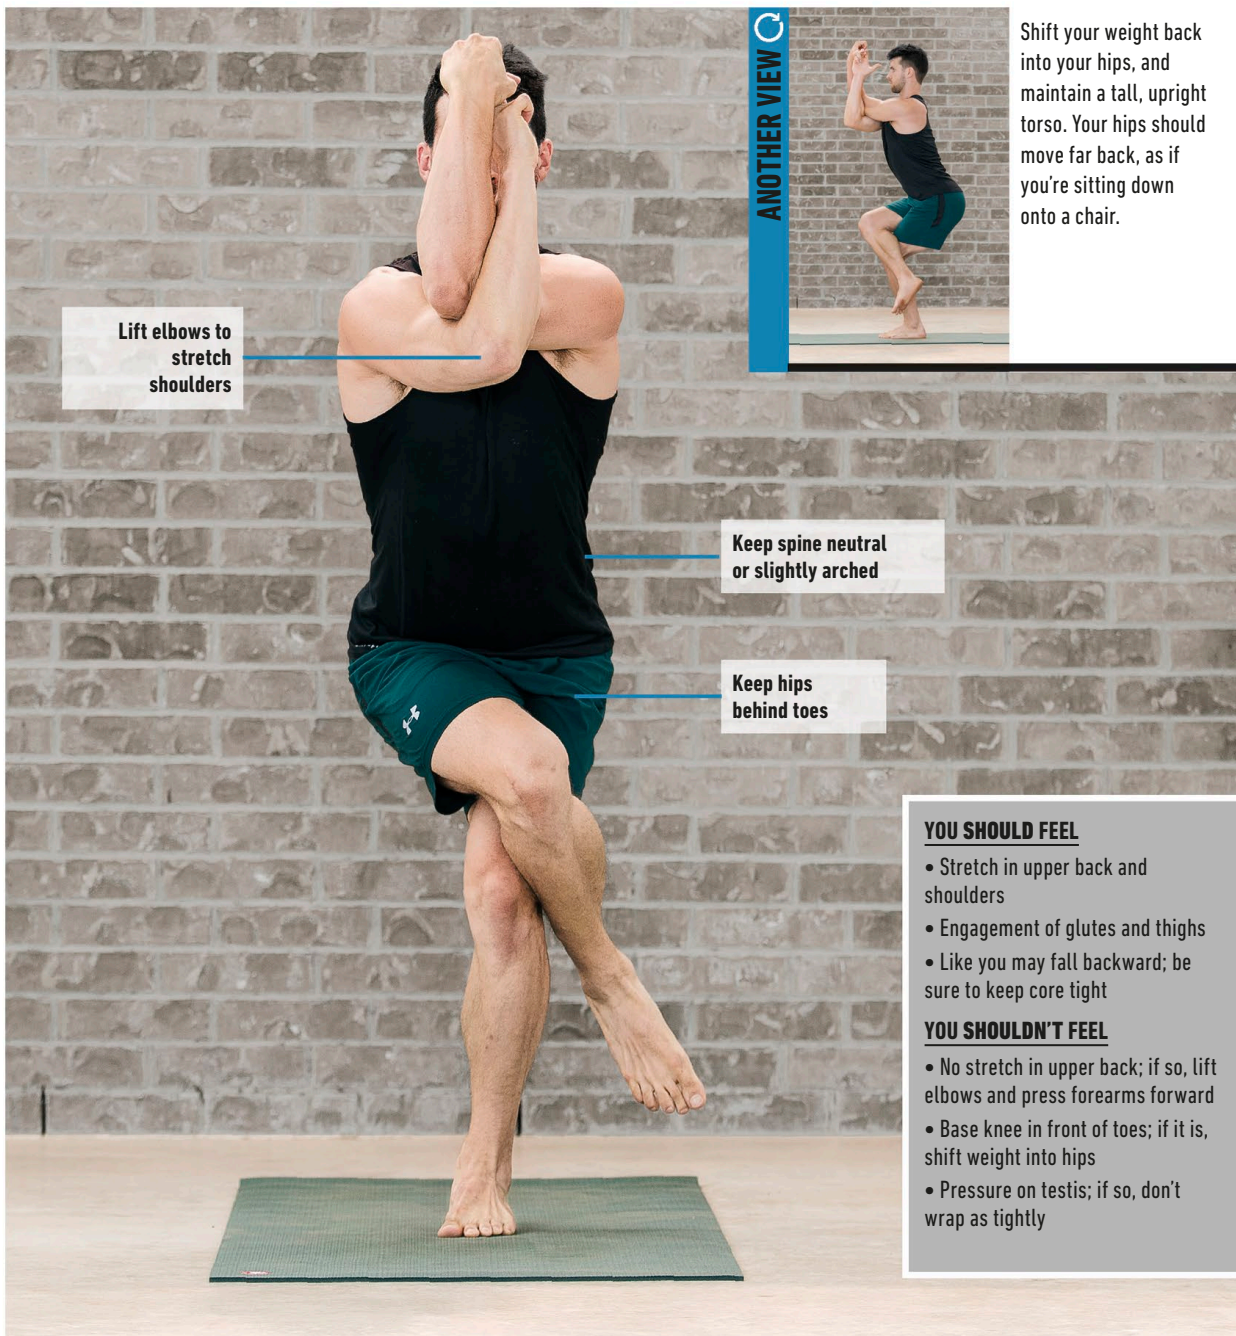 ANOTHER VIEW
Shift your weight back
into your hips, and
maintain a tall, upright
torso. Your hips should
move far back, as if
you’re sitting down
onto a chair.
Lift elbows to
stretch
shoulders
Keep spine neutral
or slightly arched
Keep hips
behind toes
YOU SHOULD FEEL
• Stretch in upper back and
shoulders
• Engagement of glutes and thighs
• Like you may fall backward; be
sure to keep core tight
YOU SHOULDN’T FEEL
• No stretch in upper back; if so, lift
elbows and press forearms forward
• Base knee in front of toes; if it is,
shift weight into hips
• Pressure on testis; if so, don’t
wrap as tightly